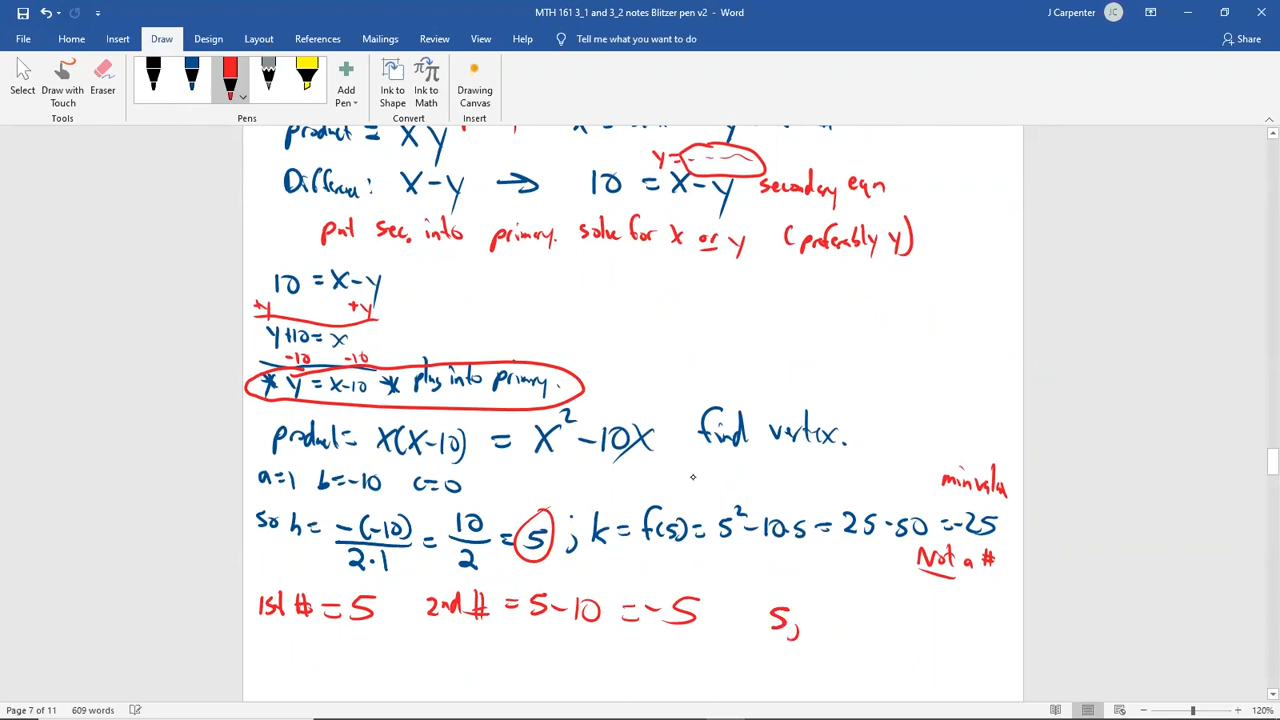 MTH 161 3_1 and 3_2 notes Blitzer pen v2 - Word
J Carpenter JC
File Home Insert Draw Design Layout References Mailings Review View Help Tell me what you want to do Share
Select Draw with Touch Eraser Add Pen Ink to Shape Ink to Math Drawing Canvas
Tools Pens Convert Insert
product = xy
y =
Differen: x-y → 10 = x-y secondary eqn
put sec. into primary. solve for x or y (preferably y)
10 = x-y
+y +y
y+10 = x
-10 -10
* y = x-10 * plug into primary.
product = x(x-10) = x² - 10x find vertex.
a=1 b=-10 c=0
min value
so h = -(-10)/2·1 = 10/2 = 5 ; k = f(5) = 5² - 10·5 = 25-50 = -25
Not a #
1st # = 5 2nd # = 5-10 = -5 5,
Page 7 of 11 609 words 120%